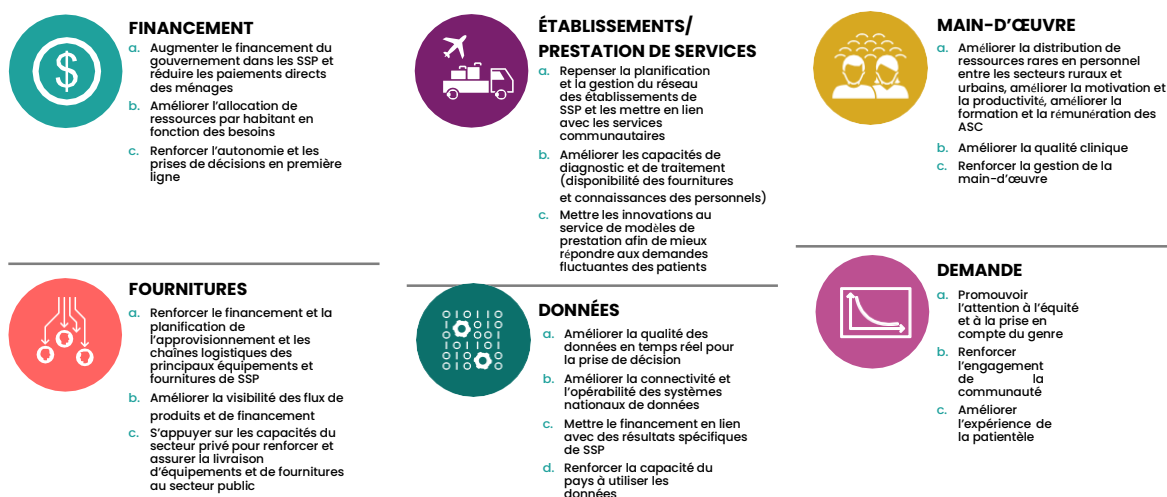 FINANCEMENT
a. Augmenter le financement du
gouvernement dans les SSP et
réduire les paiements directs
des ménages
b. Améliorer l'allocation de
ressources par habitant en
fonction des besoins
c. Renforcer l'autonomie et les
prises de décisions en première
ligne
ÉTABLISSEMENTS/
PRESTATION DE SERVICES
a. Repenser la planification
et la gestion du réseau
des établissements de
SSP et les mettre en lien
avec les services
communautaires
b. Améliorer les capacités de
diagnostic et de traitement
(disponibilité des fournitures
et connaissances des personnels)
c. Mettre les innovations au
service de modèles de
prestation afin de mieux
répondre aux demandes
fluctuantes des patients
MAIN-D'ŒUVRE
a. Améliorer la distribution de
ressources rares en personnel
entre les secteurs ruraux et
urbains, améliorer la motivation et
la productivité, améliorer la
formation et la rémunération des
ASC
b. Améliorer la qualité clinique
c. Renforcer la gestion de la
main-d'œuvre
FOURNITURES
a. Renforcer le financement et la
planification de
l'approvisionnement et les
chaînes logistiques des
principaux équipements et
fournitures de SSP
b. Améliorer la visibilité des flux de
produits et de financement
c. S'appuyer sur les capacités du
secteur privé pour renforcer et
assurer la livraison
d'équipements et de fournitures
au secteur public
DONNÉES
a. Améliorer la qualité des
données en temps réel pour
la prise de décision
b. Améliorer la connectivité et
l'opérabilité des systèmes
nationaux de données
c. Mettre le financement en lien
avec des résultats spécifiques
de SSP
d. Renforcer la capacité du
pays à utiliser les
données
DEMANDE
a. Promouvoir
l'attention à l'équité
et à la prise en
compte du genre
b. Renforcer
l'engagement
de la
communauté
c. Améliorer
l'expérience de
la patientèle